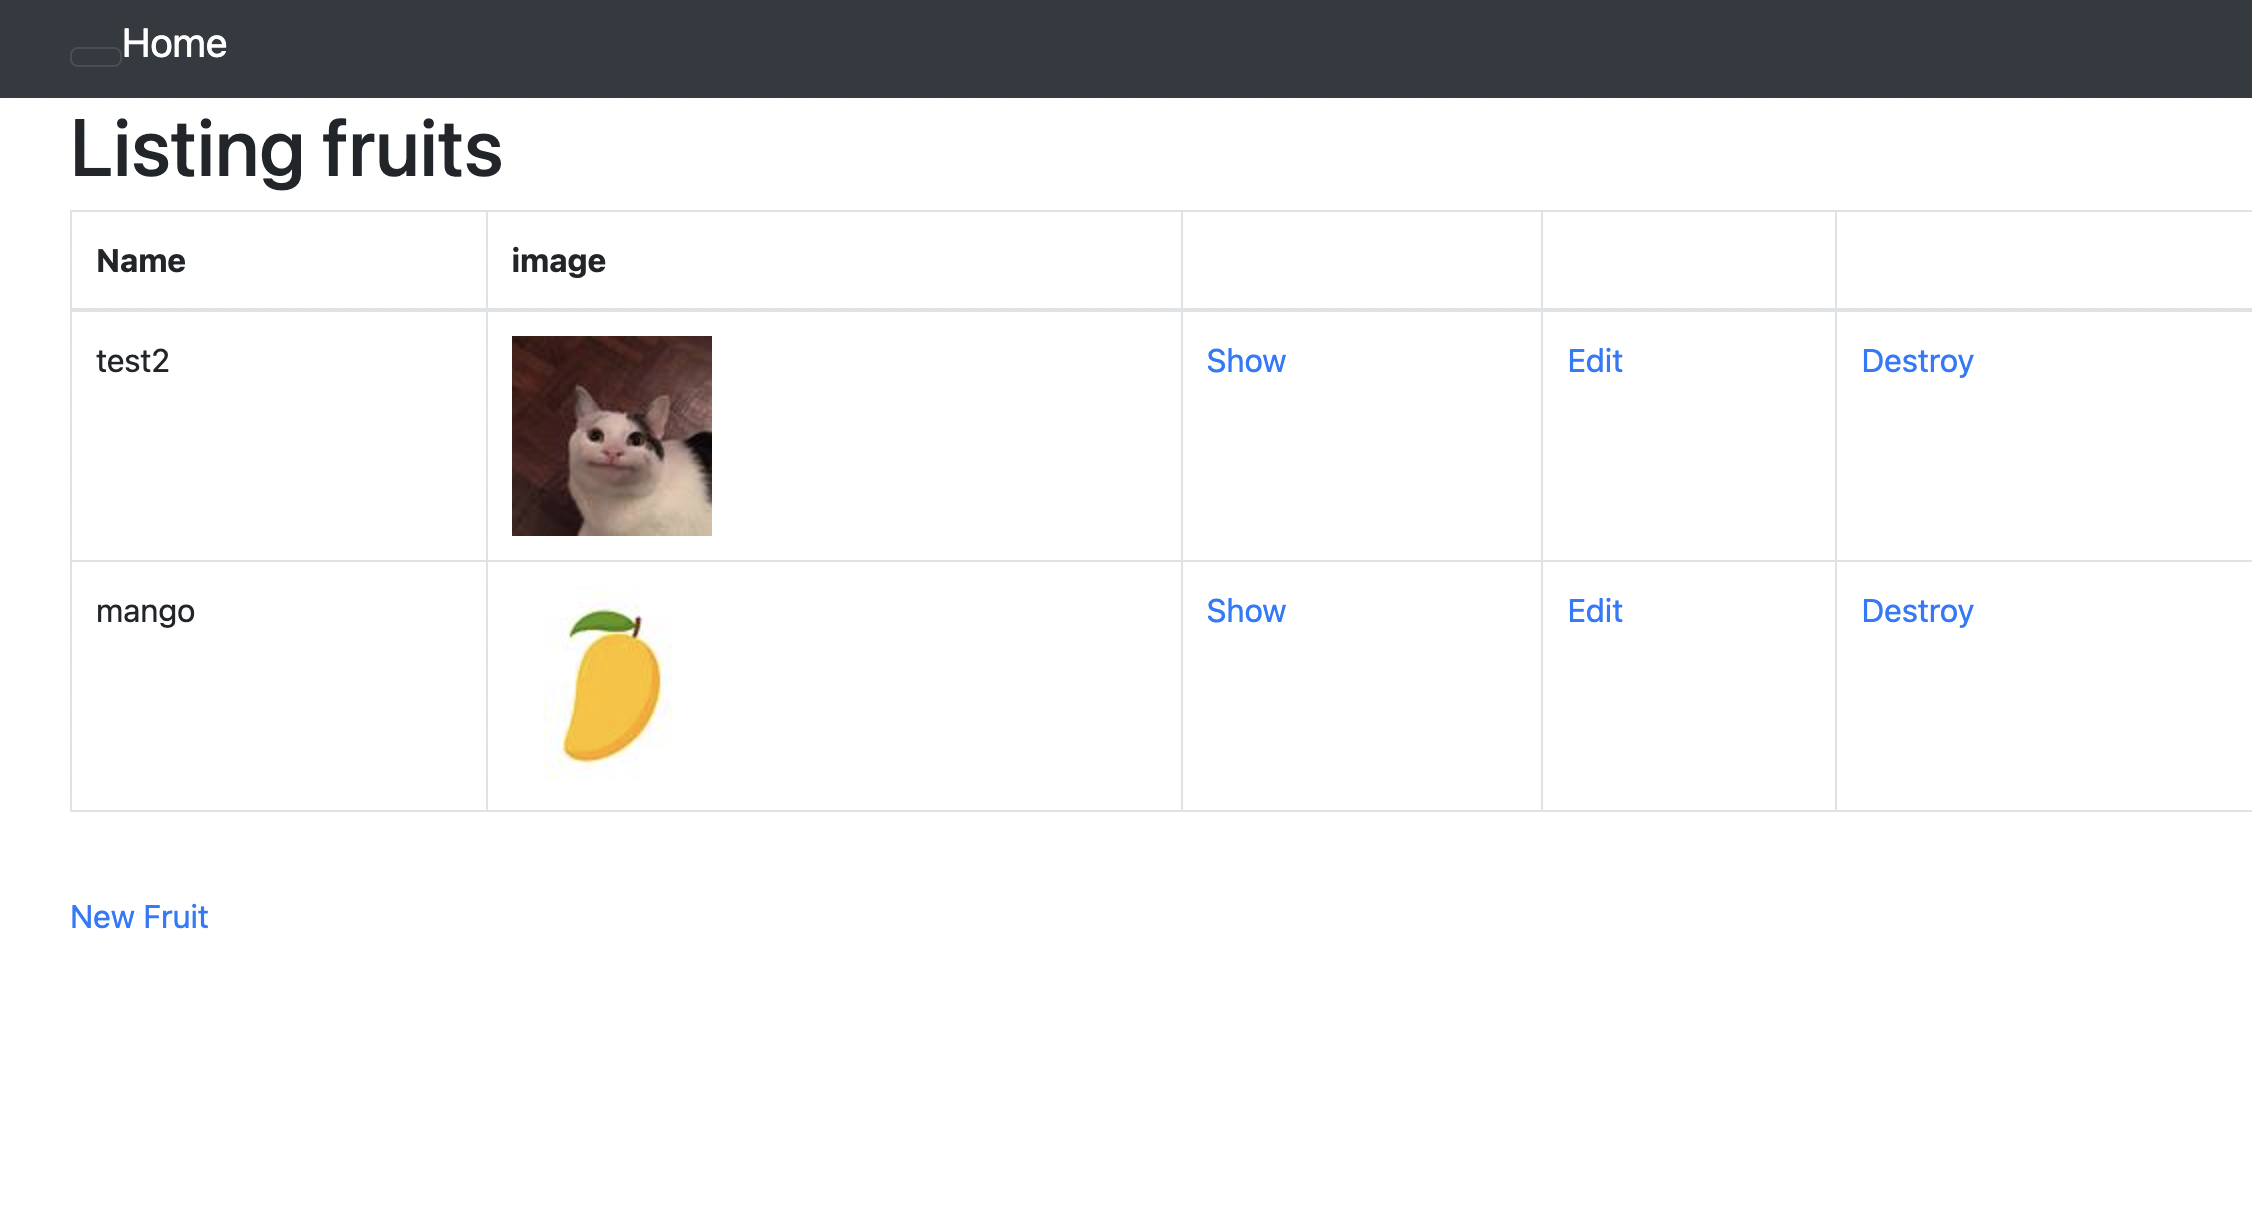 Home
Listing fruits
Name image
test2 Show Edit Destroy
mango Show Edit Destroy
New Fruit